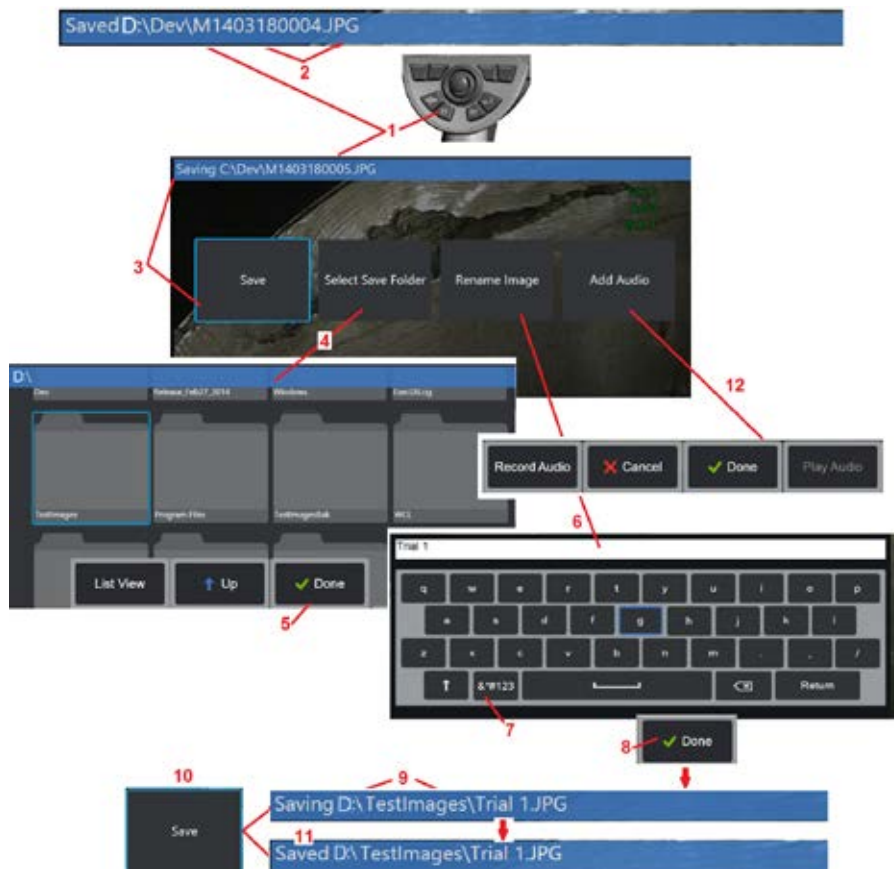 Saved D:\Dev\M1403180004.JPG
2
1
Saving C:\Dev\M1403180005.JPG
3
Save
Select Save Folder
Rename Image
Add Audio
4
12
D:\
Dev
Release_Feb27_2014
Windows
TestImages
Program Files
TestImagesBak
WCL
Record Audio
Cancel
Done
Play Audio
6
Trial 1
List View
Up
Done
5
q w e r t y u i o p
a s d f g h j k l
z x c v b n m . , /
&*#123
Return
7
8
Done
10
9
Saving D:\TestImages\Trial 1.JPG
Save
11
Saved D:\TestImages\Trial 1.JPG